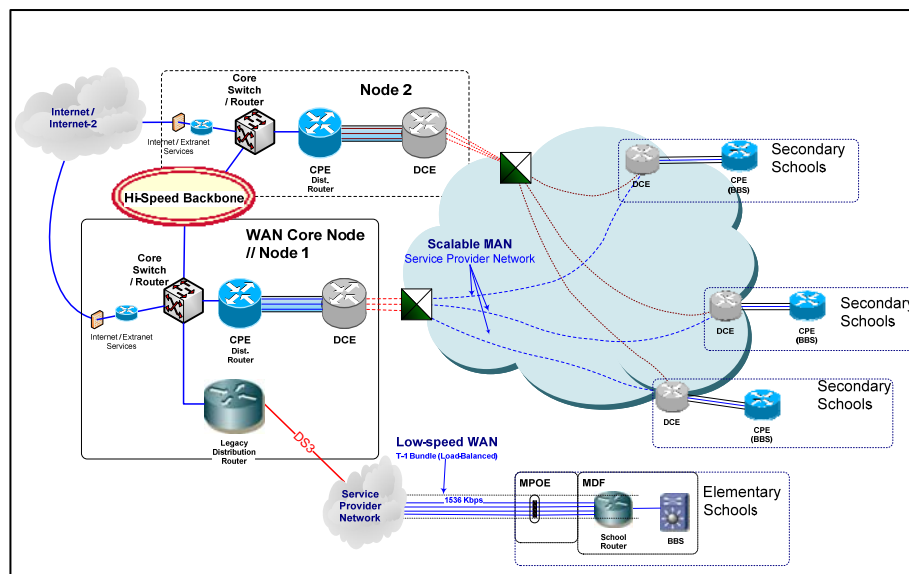 Core
Switch
/ Router
Node 2
Internet /
Internet-2
Internet / Extranet
Services
CPE
Dist.
Router
DCE
Hi-Speed Backbone
WAN Core Node
// Node 1
Core
Switch
/ Router
Internet / Extranet
Services
CPE
Dist.
Router
DCE
Legacy
Distribution
Router
DS3
Scalable MAN
Service Provider Network
DCE
CPE
(BBS)
Secondary
Schools
DCE
CPE
(BBS)
Secondary
Schools
DCE
CPE
(BBS)
Secondary
Schools
Low-speed WAN
T-1 Bundle (Load-Balanced)
Service
Provider
Network
1536 Kbps
MPOE
MDF
School
Router
BBS
Elementary
Schools